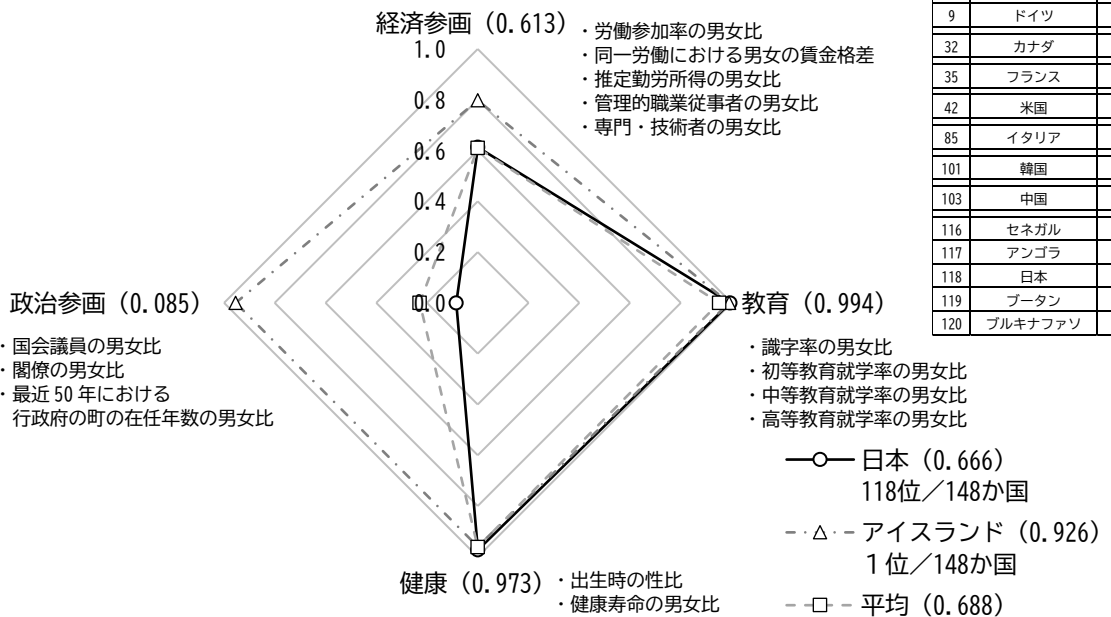 経済参画（0.613）
・労働参加率の男女比
・同一労働における男女の賃金格差
・推定勤労所得の男女比
・管理的職業従事者の男女比
・専門・技術者の男女比
1.0
0.8
0.6
0.4
0.2
0.0
政治参画（0.085）
・国会議員の男女比
・閣僚の男女比
・最近50年における
行政府の町の在任年数の男女比
教育（0.994）
・識字率の男女比
・初等教育就学率の男女比
・中等教育就学率の男女比
・高等教育就学率の男女比
健康（0.973）
・出生時の性比
・健康寿命の男女比
日本（0.666）
118位／148か国
アイスランド（0.926）
１位／148か国
平均（0.688）
9 ドイツ
32 カナダ
35 フランス
42 米国
85 イタリア
101 韓国
103 中国
116 セネガル
117 アンゴラ
118 日本
119 ブータン
120 ブルキナファソ